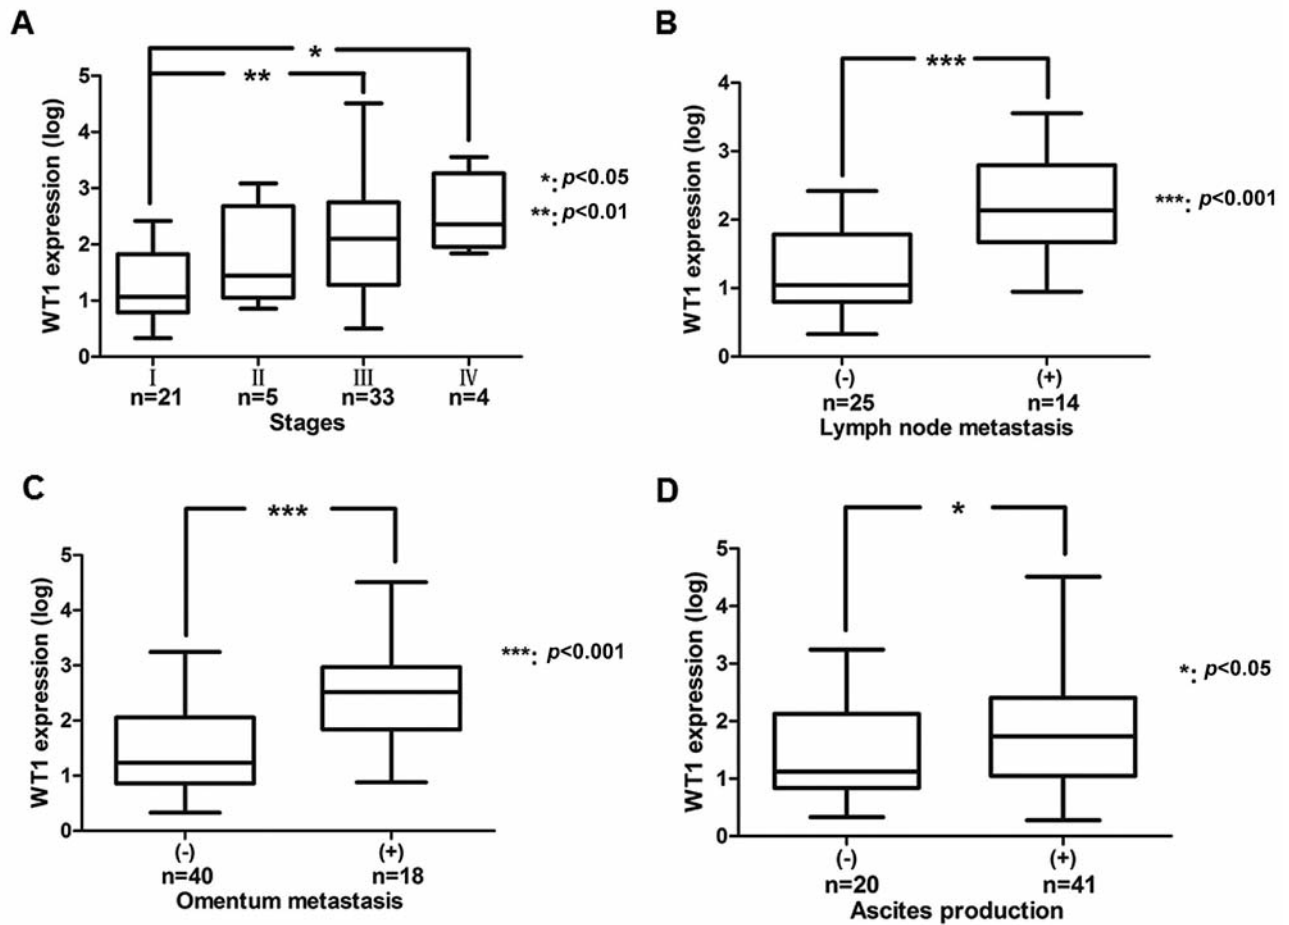 A
*
**
5
4
3
2
1
0
WT1 expression (log)
*: p<0.05
**: p<0.01
I II III IV
n=21 n=5 n=33 n=4
Stages
B
***
4
3
2
1
0
WT1 expression (log)
***: p<0.001
(-) (+)
n=25 n=14
Lymph node metastasis
C
***
5
4
3
2
1
0
WT1 expression (log)
***: p<0.001
(-) (+)
n=40 n=18
Omentum metastasis
D
*
5
4
3
2
1
0
WT1 expression (log)
*: p<0.05
(-) (+)
n=20 n=41
Ascites production